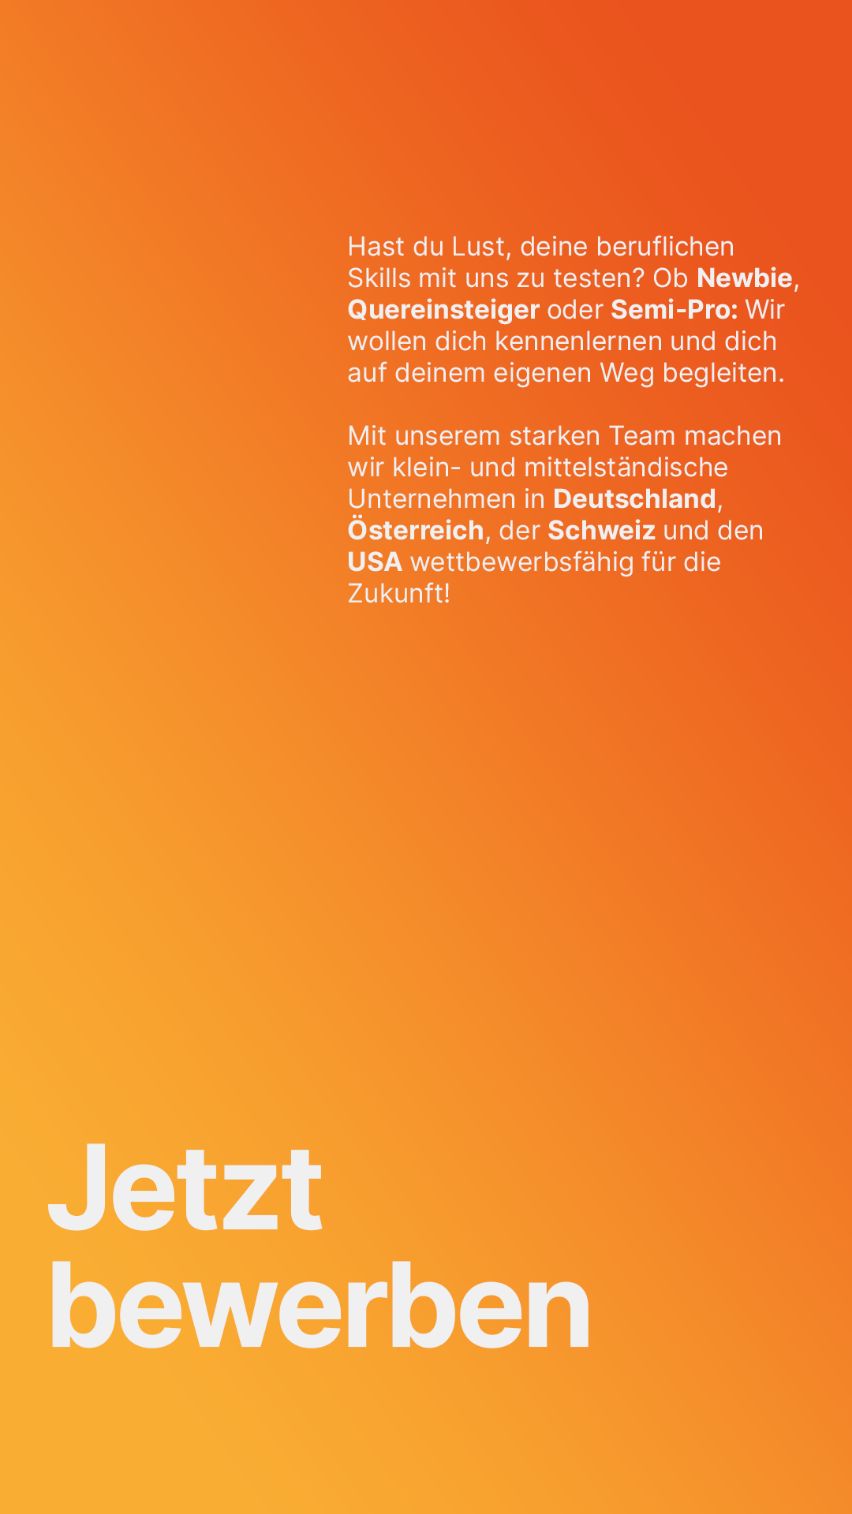 Hast du Lust, deine beruflichen
Skills mit uns zu testen? Ob Newbie,
Quereinsteiger oder Semi-Pro: Wir
wollen dich kennenlernen und dich
auf deinem eigenen Weg begleiten.
Mit unserem starken Team machen
wir klein- und mittelständische
Unternehmen in Deutschland,
Österreich, der Schweiz und den
USA wettbewerbsfähig für die
Zukunft!
Jetzt
bewerben